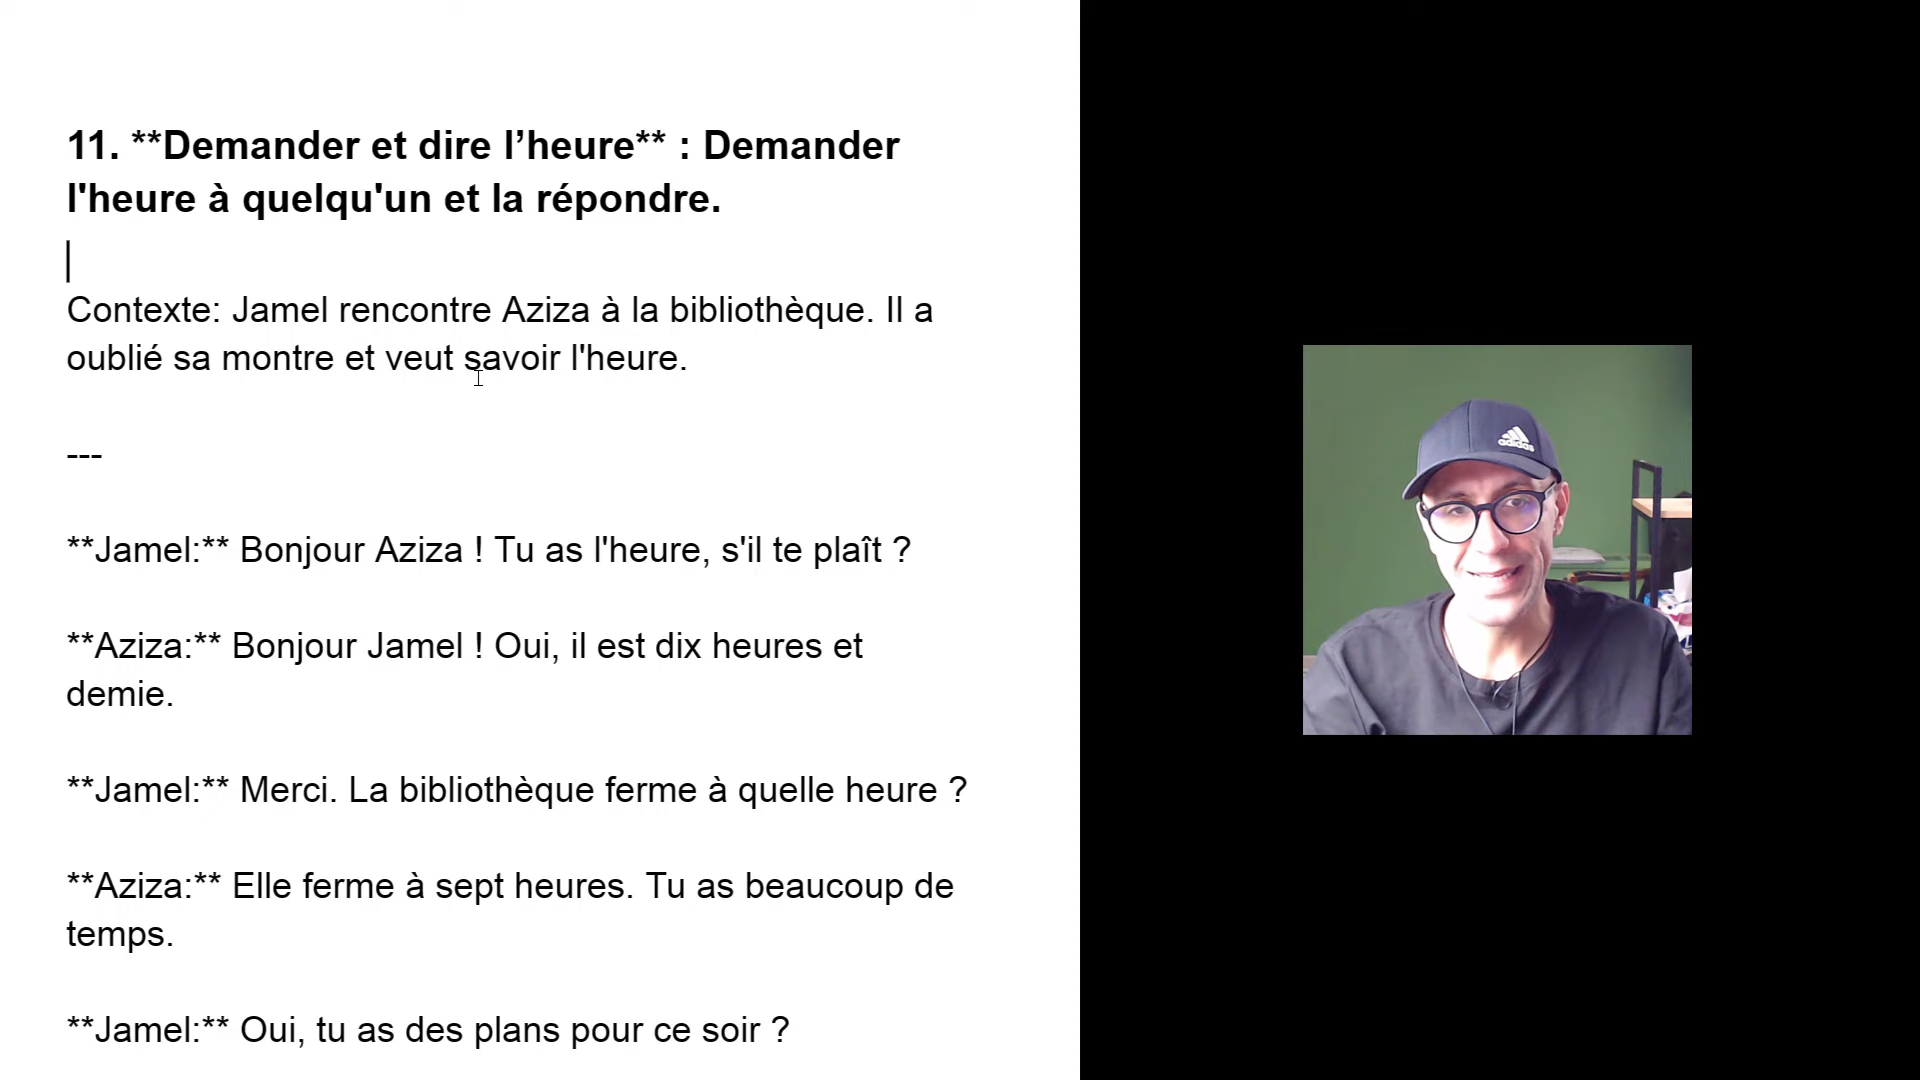 11. **Demander et dire l’heure** : Demander
l'heure à quelqu'un et la répondre.
Contexte: Jamel rencontre Aziza à la bibliothèque. Il a
oublié sa montre et veut savoir l'heure.
---
**Jamel:** Bonjour Aziza ! Tu as l'heure, s'il te plaît ?
**Aziza:** Bonjour Jamel ! Oui, il est dix heures et
demie.
**Jamel:** Merci. La bibliothèque ferme à quelle heure ?
**Aziza:** Elle ferme à sept heures. Tu as beaucoup de
temps.
**Jamel:** Oui, tu as des plans pour ce soir ?
adidas